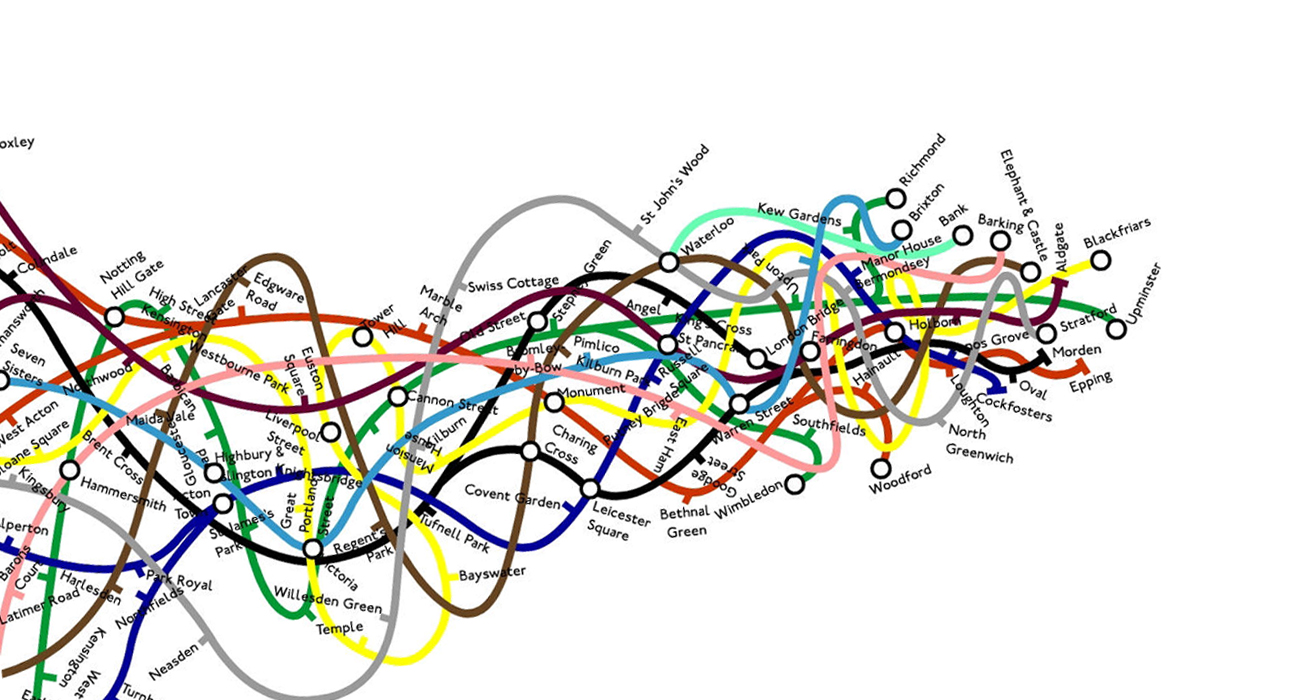 oxley
Colindale
Notting
Hill Gate
High Street
Kensington
Lancaster
Gate
Edgware
Road
Tower
Hill
Marble
Arch
Swiss Cottage
Old Street
Stepney Green
St John's Wood
Waterloo
Kew Gardens
Richmond
Brixton
Bank
Barking
Elephant & Castle
Aldgate
Blackfriars
Upminster
Stratford
Morden
Epping
Oval
Cockfosters
Loughton
North
Greenwich
Woodford
Hainault
Holborn
Manor House
Bermondsey
Upton Park
London Bridge
Farringdon
Angel
King's Cross
St Pancras
Russell
Square
Pimlico
Kilburn Park
Bromley-
by-Bow
Monument
Putney Bridge
East Ham
Warren Street
Goodge
Street
Southfields
Wimbledon
Bethnal
Green
Charing
Cross
Leicester
Square
Covent Garden
Cannon Street
Mansion
House
Kilburn
Tufnell Park
Bayswater
Regent's
Park
Victoria
Willesden Green
Temple
Great
Portland
Street
Knightsbridge
Euston
Square
Liverpool
Street
Westbourne Park
Barbican
Gloucester
Highbury &
Islington
Acton
Town
St James's
Park
Maida Vale
Northwood
Seven
Sisters
West Acton
Sloane Square
Brent Cross
Hammersmith
Kingsbury
Alperton
Barons
Court
Latimer Road
Harlesden
Park Royal
Northfields
Kensington
West
Neasden